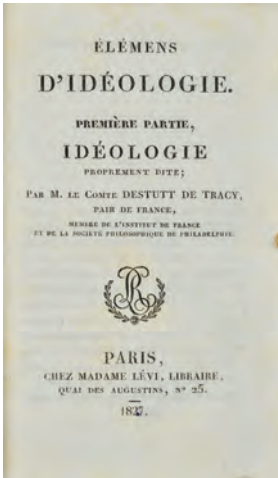 ÉLÉMENS
D'IDÉOLOGIE.
PREMIÈRE PARTIE,
IDÉOLOGIE
PROPREMENT DITE;
PAR M. LE COMTE DESTUTT DE TRACY,
PAIR DE FRANCE,
MEMBRE DE L'INSTITUT DE FRANCE
ET DE LA SOCIÉTÉ PHILOSOPHIQUE DE PHILADELPHIE.
PARIS,
CHEZ MADAME LÉVI, LIBRAIRE,
QUAI DES AUGUSTINS, Nº 25.